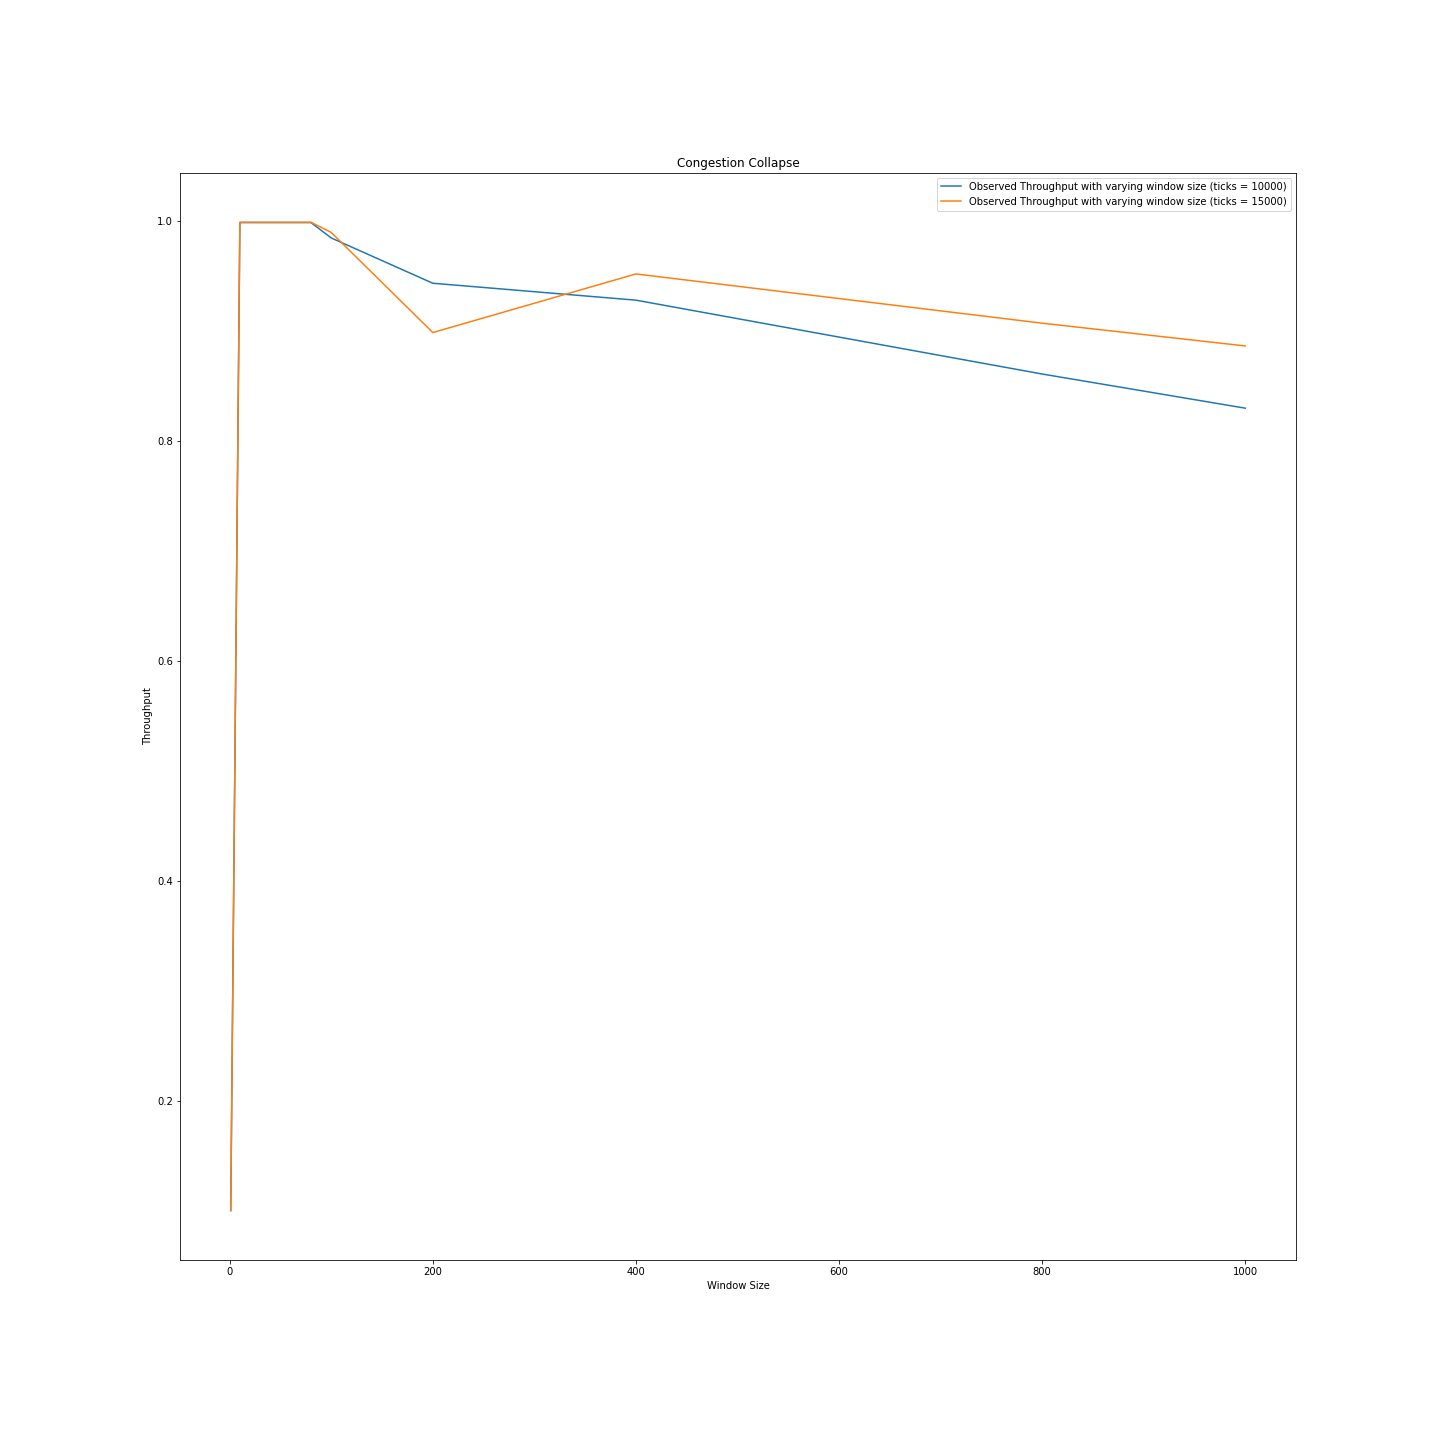 Congestion Collapse
Observed Throughput with varying window size (ticks = 10000)
Observed Throughput with varying window size (ticks = 15000)
1.0
0.8
0.6
0.4
0.2
Throughput
0 200 400 600 800 1000
Window Size